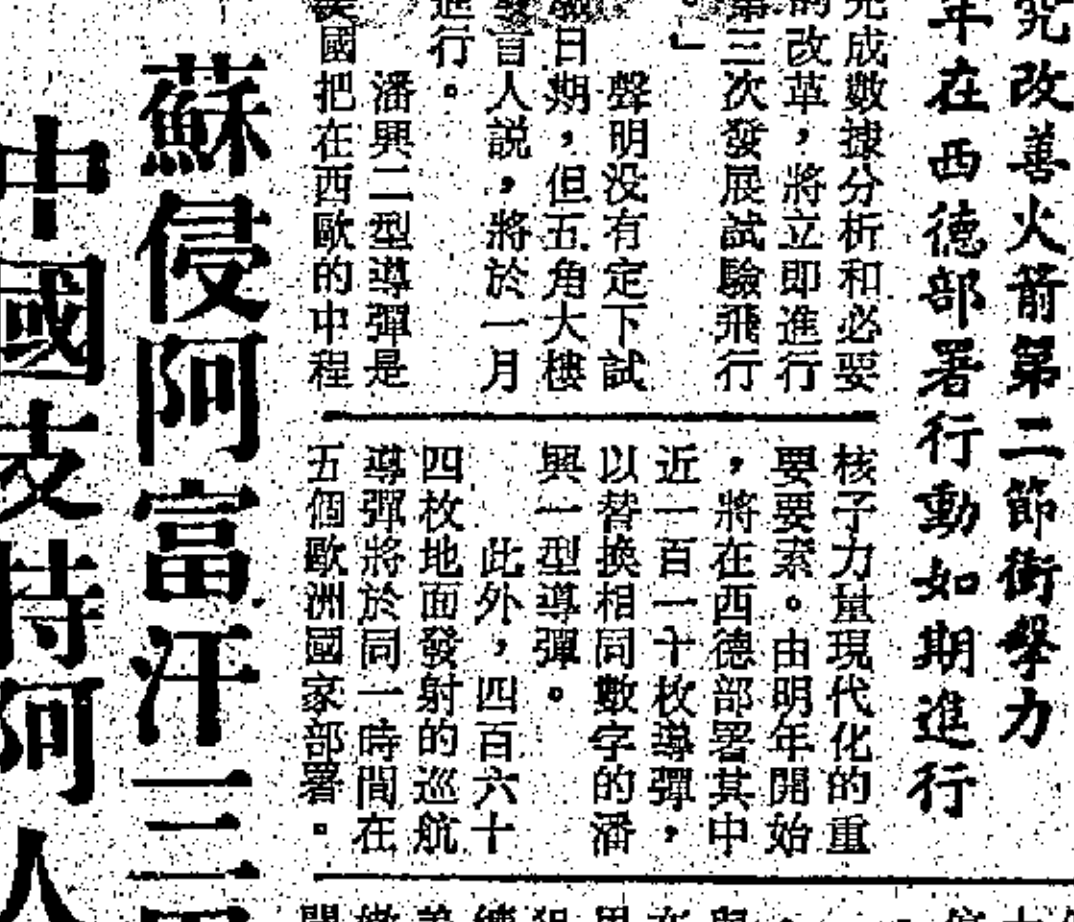 究改善火箭第二節衝擊力
年在西德部署行動如期進行
完成數據分析和必要
的改革，將立即進行
第三次發展試驗飛行
。」
聲明没有定下試
驗日期，但五角大樓
發言人説，將於一月
進行。
潘興二型導彈是
美國把在西歐的中程
核子力量現代化的重
要要素。由明年開始
，將在西德部署其中
近一百一十枚導彈，
以替換相同數字的潘
興一型導彈。
此外，四百六十
四枚地面發射的巡航
導彈將於同一時間在
五個歐洲國家部署。
蘇侵阿富汗三
中國支持阿人